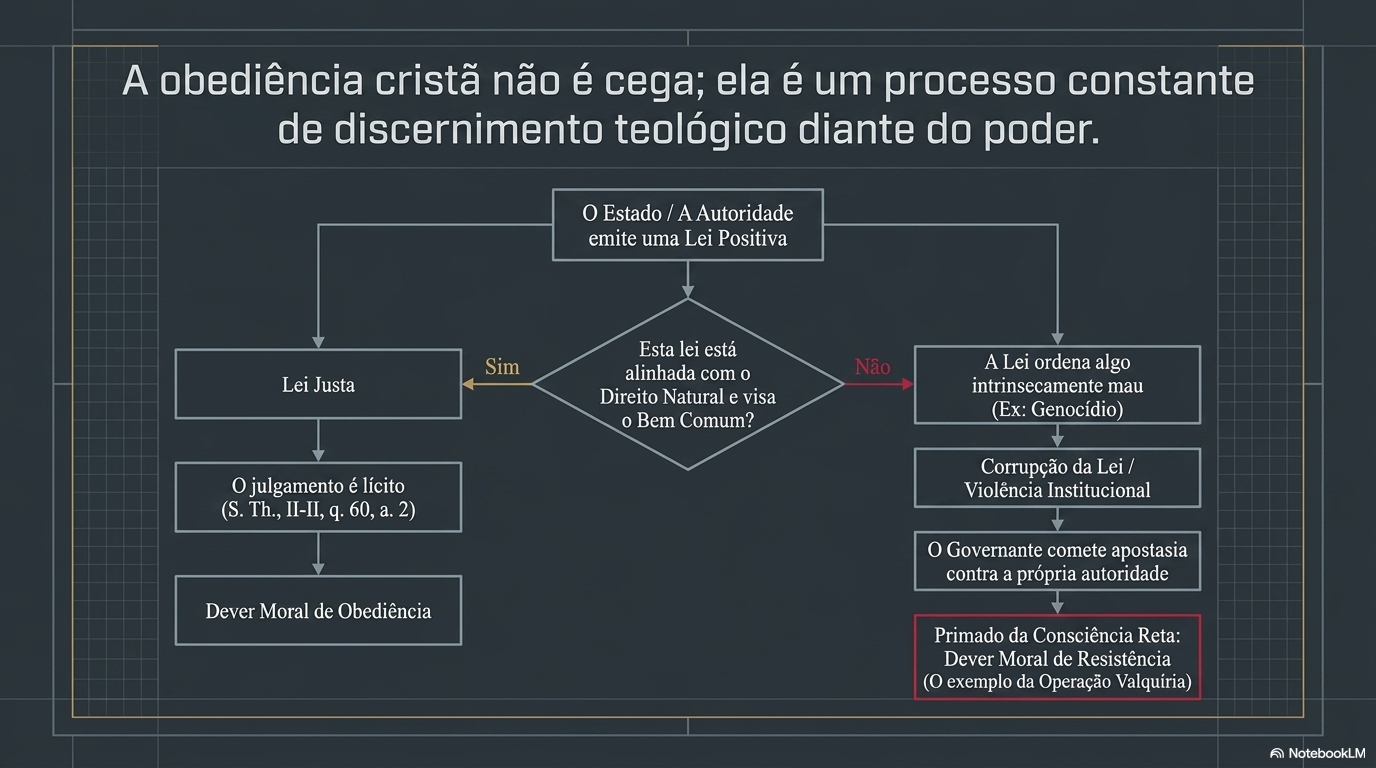 A obediência cristã não é cega; ela é um processo constante
de discernimento teológico diante do poder.
O Estado / A Autoridade
emite uma Lei Positiva
Esta lei está
alinhada com o
Direito Natural e visa
o Bem Comum?
Sim
Não
Lei Justa
O julgamento é lícito
(S. Th., II-II, q. 60, a. 2)
Dever Moral de Obediência
A Lei ordena algo
intrinsecamente mau
(Ex: Genocídio)
Corrupção da Lei /
Violência Institucional
O Governante comete apostasia
contra a própria autoridade
Primado da Consciência Reta:
Dever Moral de Resistência
(O exemplo da Operação Valquíria)
NotebookLM